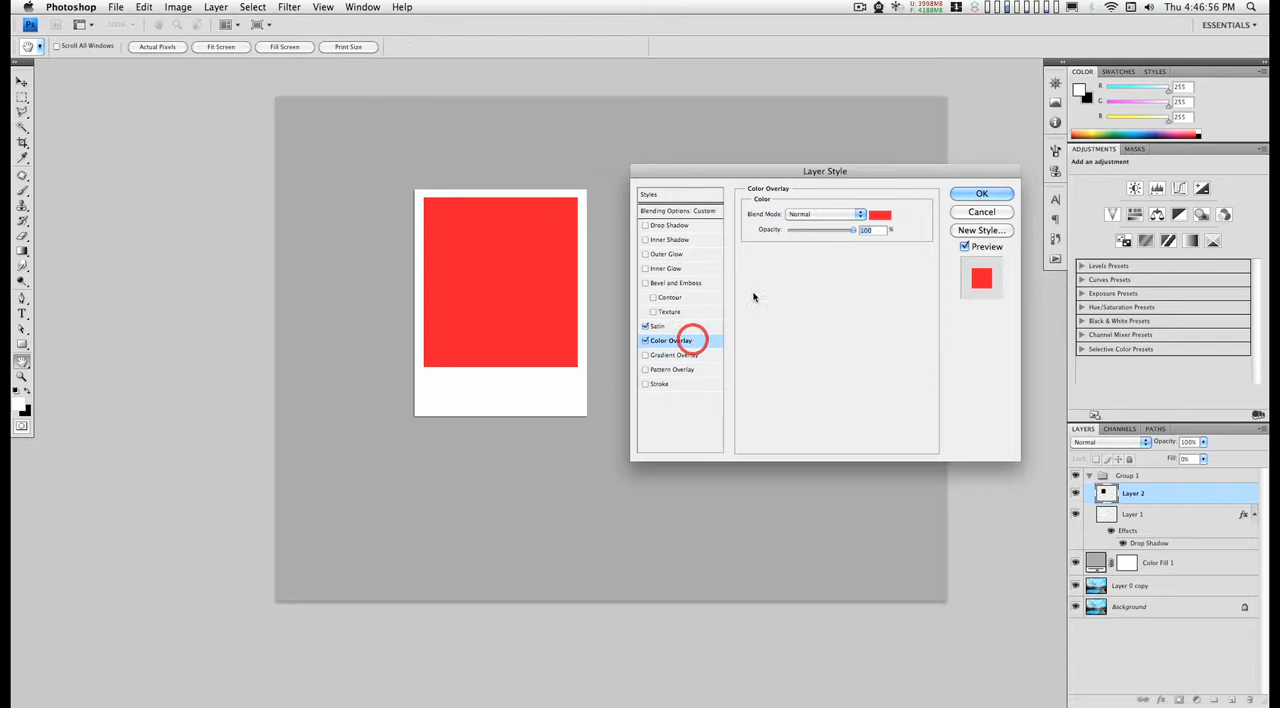 Photoshop File Edit Image Layer Select Filter View Window Help
U: 3998M
F: 4188MB
Thu 4:46:56 PM
Ps 100% ESSENTIALS
Scroll All Windows Actual Pixels Fit Screen Fill Screen Print Size
COLOR SWATCHES STYLES
R 255
G 255
B 255
ADJUSTMENTS MASKS
Add an adjustment
Levels Presets
Curves Presets
Exposure Presets
Hue/Saturation Presets
Black & White Presets
Channel Mixer Presets
Selective Color Presets
Layer Style
Styles
Blending Options: Custom
Drop Shadow
Inner Shadow
Outer Glow
Inner Glow
Bevel and Emboss
Contour
Texture
Satin
Color Overlay
Gradient Overlay
Pattern Overlay
Stroke
Color Overlay
Color
Blend Mode: Normal
Opacity: 100 %
OK
Cancel
New Style...
Preview
LAYERS CHANNELS PATHS
Normal Opacity: 100%
Lock: Fill: 0%
Group 1
Layer 2
Layer 1 fx
Effects
Drop Shadow
Color Fill 1
Layer 0 copy
Background